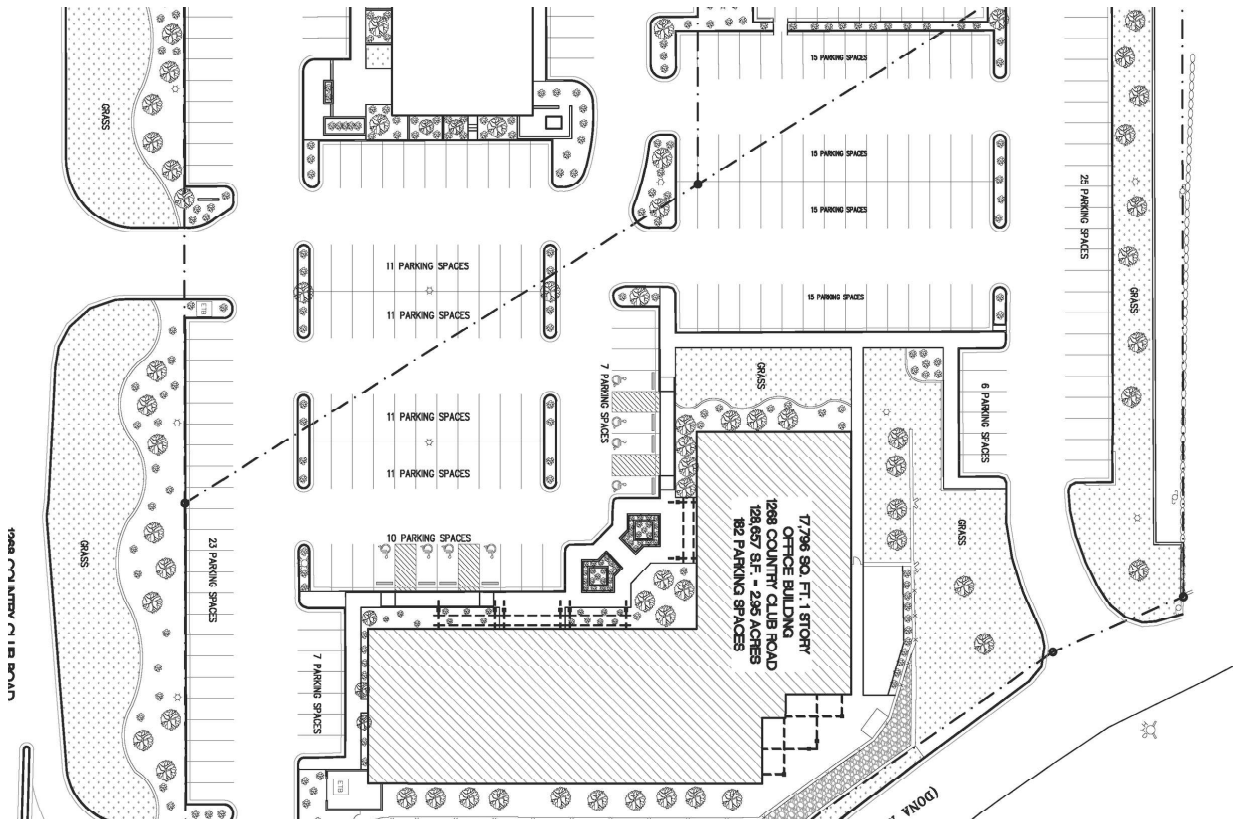 15 PARKING SPACES
GRASS
15 PARKING SPACES
25 PARKING SPACES
15 PARKING SPACES
11 PARKING SPACES
GRASS
15 PARKING SPACES
11 PARKING SPACES
ETB
7 PARKING SPACES
GRASS
6 PARKING SPACES
11 PARKING SPACES
11 PARKING SPACES
17,796 SQ. FT. 1 STORY
OFFICE BUILDING
1268 COUNTRY CLUB ROAD
128,657 S.F. - 2.95 ACRES
182 PARKING SPACES
GRASS
10 PARKING SPACES
GRASS
23 PARKING SPACES
1268 COUNTRY CLUB ROAD
7 PARKING SPACES
ETB
(DONA